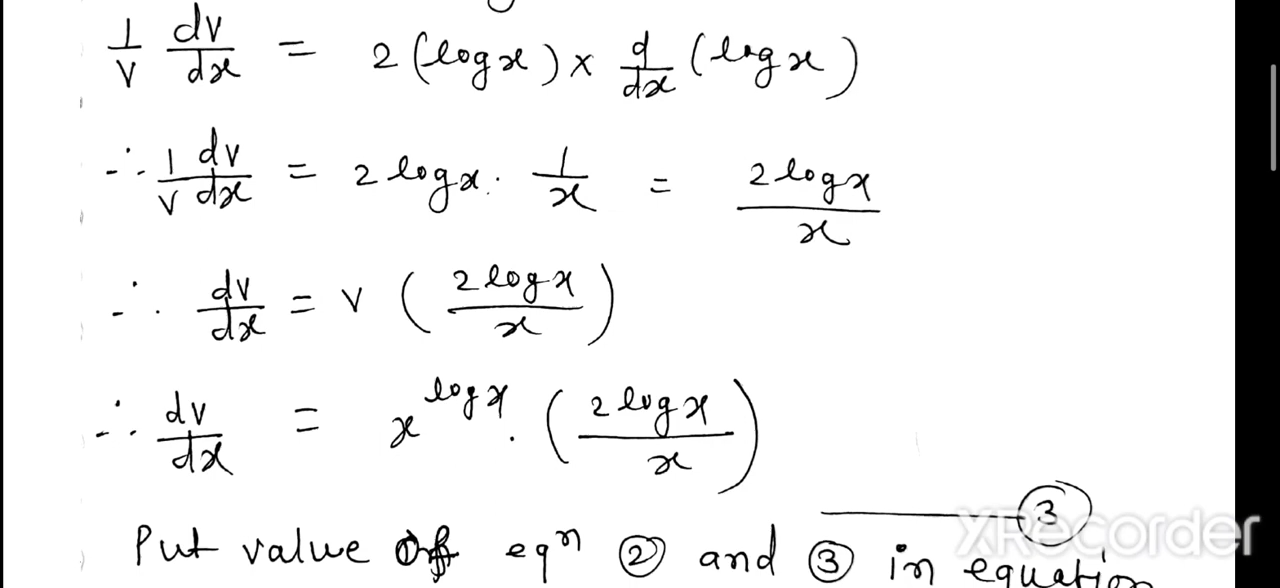 1/v dv/dx = 2(log x) × d/dx (log x)
∴ 1/v dv/dx = 2 log x · 1/x = 2 log x / x
∴ dv/dx = v (2 log x / x)
∴ dv/dx = x^{log x} · (2 log x / x)
③
XRecorder
Put value of eqⁿ ② and ③ in equation